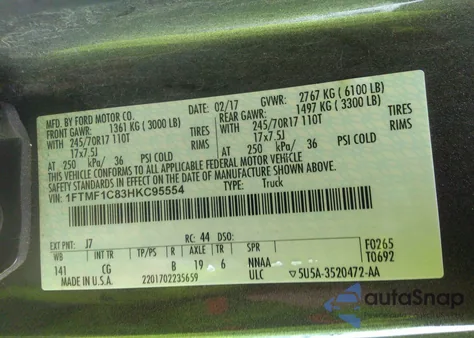 MFD. BY FORD MOTOR CO.
DATE: 02/17 GVWR: 2767 KG ( 6100 LB)
FRONT GAWR: 1361 KG ( 3000 LB) REAR GAWR: 1497 KG ( 3300 LB)
WITH 245/70R17 110T TIRES WITH 245/70R17 110T TIRES
17x7.5J RIMS 17x7.5J RIMS
AT 250 kPa/ 36 PSI COLD AT 250 kPa/ 36 PSI COLD
THIS VEHICLE CONFORMS TO ALL APPLICABLE FEDERAL MOTOR VEHICLE
SAFETY STANDARDS IN EFFECT ON THE DATE OF MANUFACTURE SHOWN ABOVE.
VIN: 1FTMF1C83HKC95554 TYPE: Truck
F0265
T0692
EXT PNT: J7 RC: 44 DSO:
WB TP/PS R AXLE TR SPR
141 CG B 19 6 NNAA
MADE IN U.S.A. 2201702235659 ULC 5U5A-3520472-AA
autoSnap